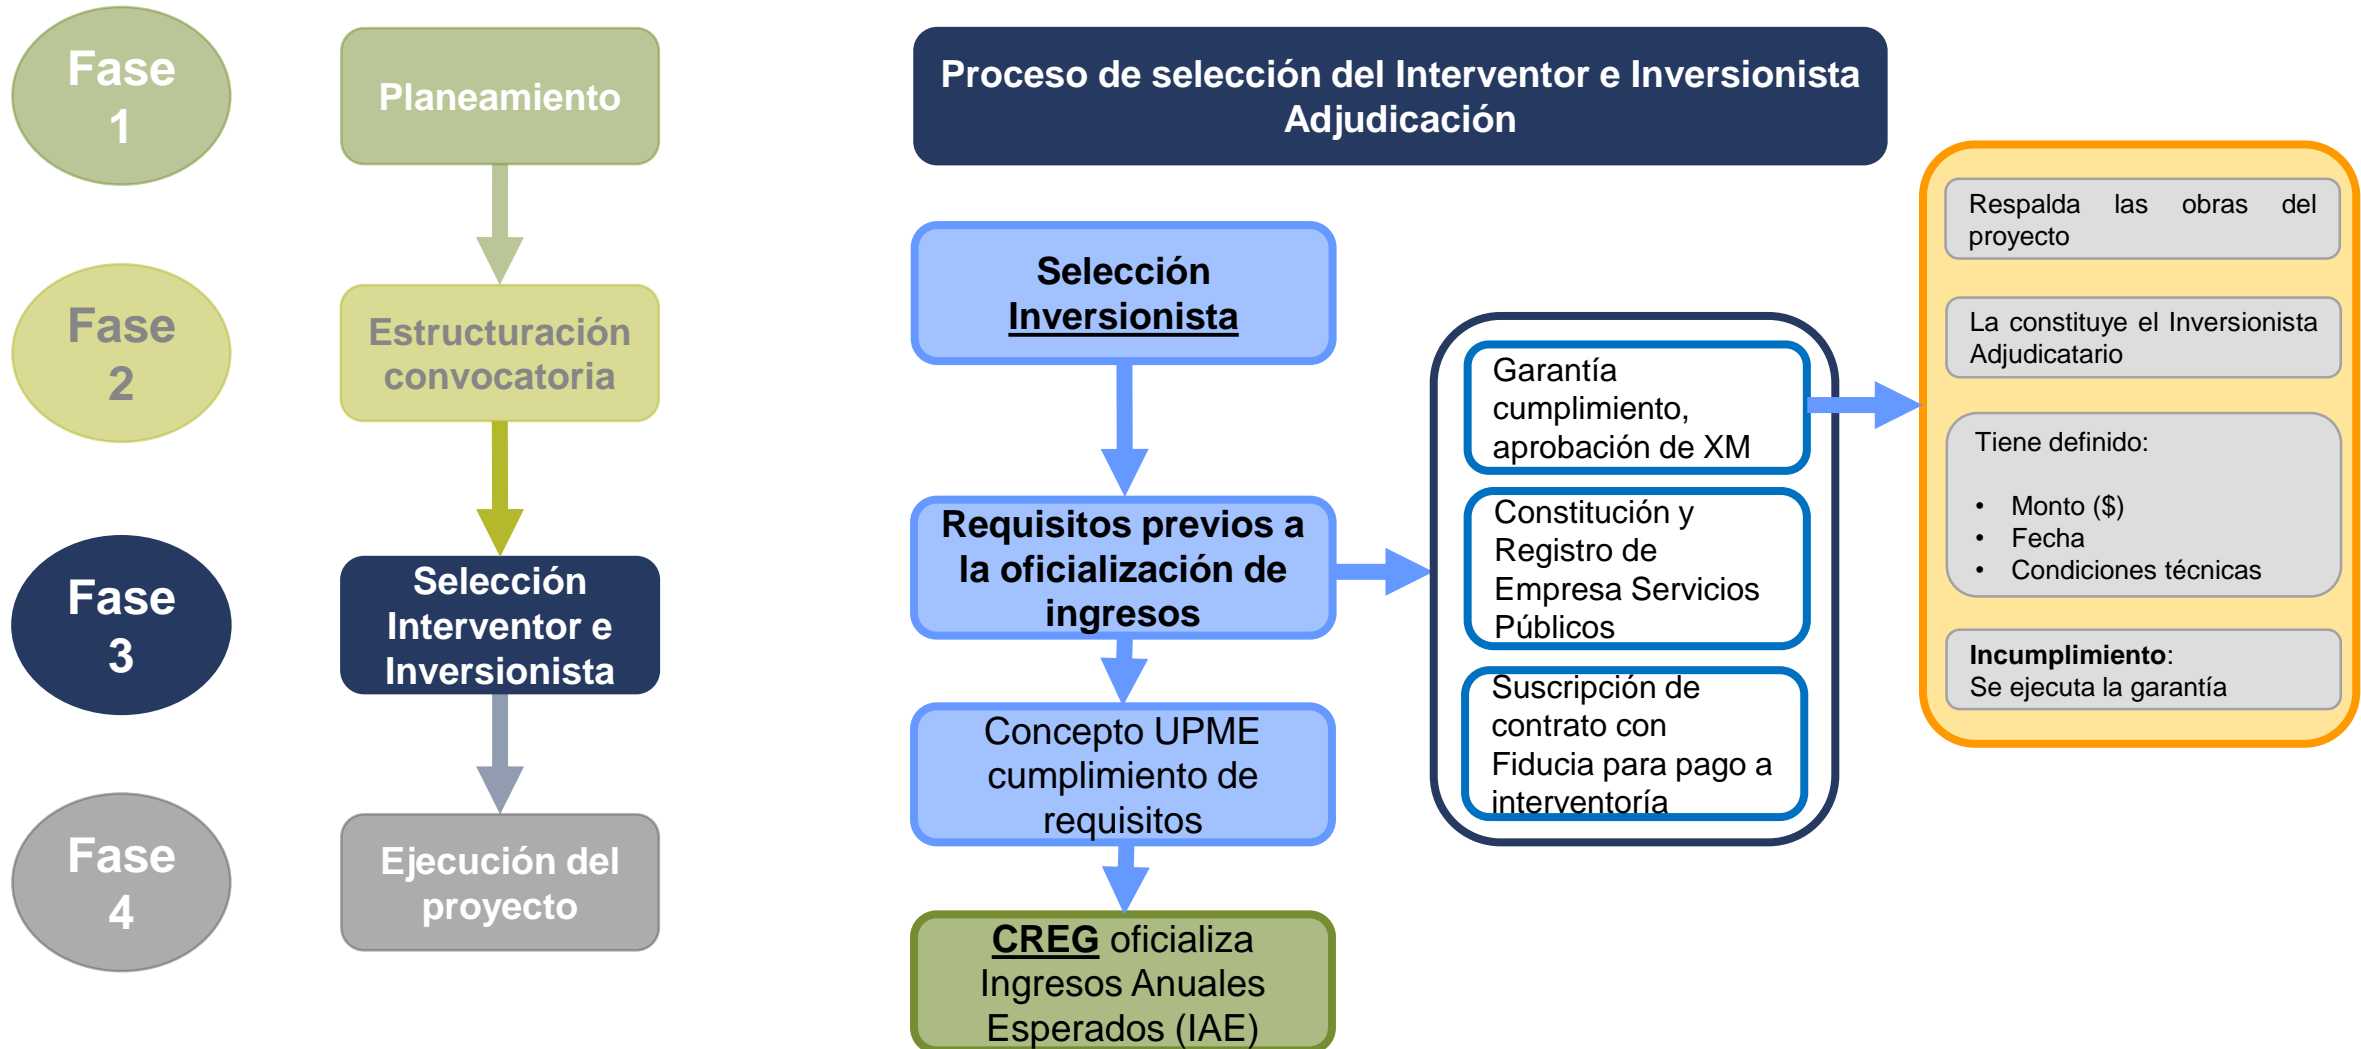 Fase
1
Planeamiento
Fase
2
Estructuración
convocatoria
Fase
3
Selección
Interventor e
Inversionista
Fase
4
Ejecución del
proyecto
Proceso de selección del Interventor e Inversionista
Adjudicación
Selección
Inversionista
Requisitos previos a
la oficialización de
ingresos
Concepto UPME
cumplimiento de
requisitos
CREG oficializa
Ingresos Anuales
Esperados (IAE)
Garantía
cumplimiento,
aprobación de XM
Constitución y
Registro de
Empresa Servicios
Públicos
Suscripción de
contrato con
Fiducia para pago a
interventoría
Respalda las obras del
proyecto
La constituye el Inversionista
Adjudicatario
Tiene definido:
• Monto ($)
• Fecha
• Condiciones técnicas
Incumplimiento:
Se ejecuta la garantía